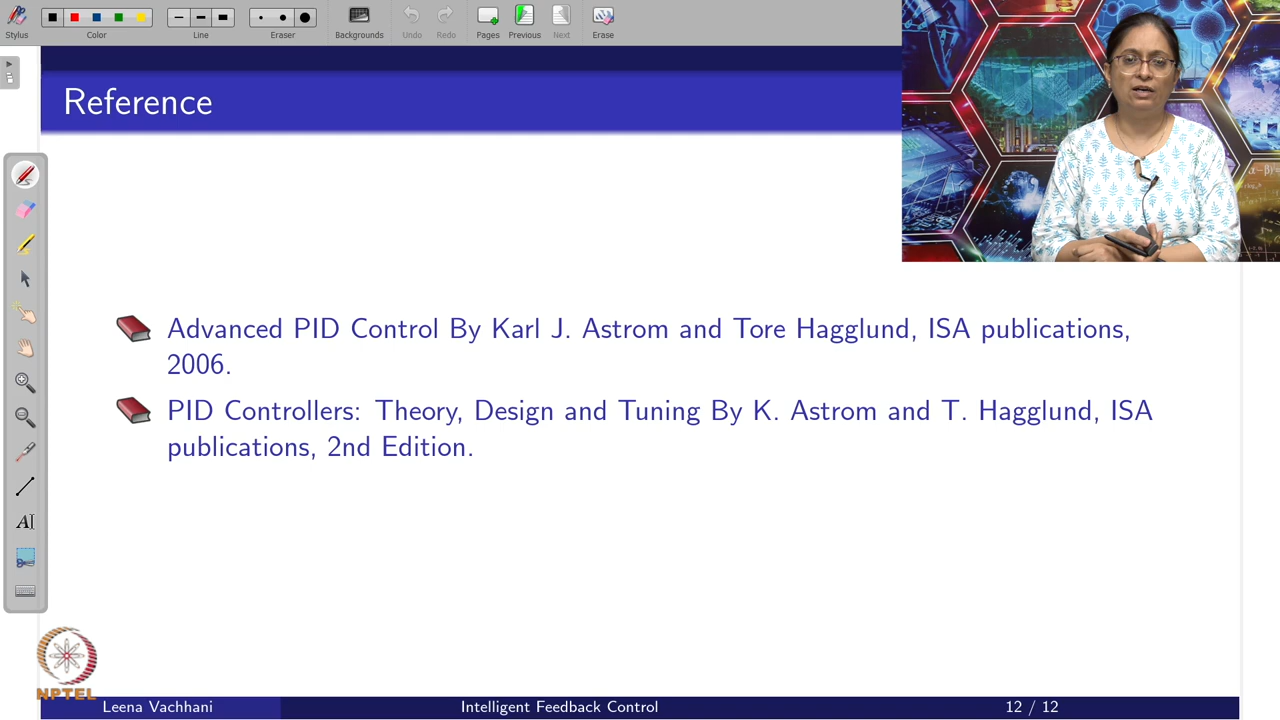 Stylus
Color
Line
Eraser
Backgrounds
Undo
Redo
Pages
Previous
Next
Erase
Reference
Advanced PID Control By Karl J. Astrom and Tore Hagglund, ISA publications,
2006.
PID Controllers: Theory, Design and Tuning By K. Astrom and T. Hagglund, ISA
publications, 2nd Edition.
AI
NPTEL
Leena Vachhani
Intelligent Feedback Control
12 / 12